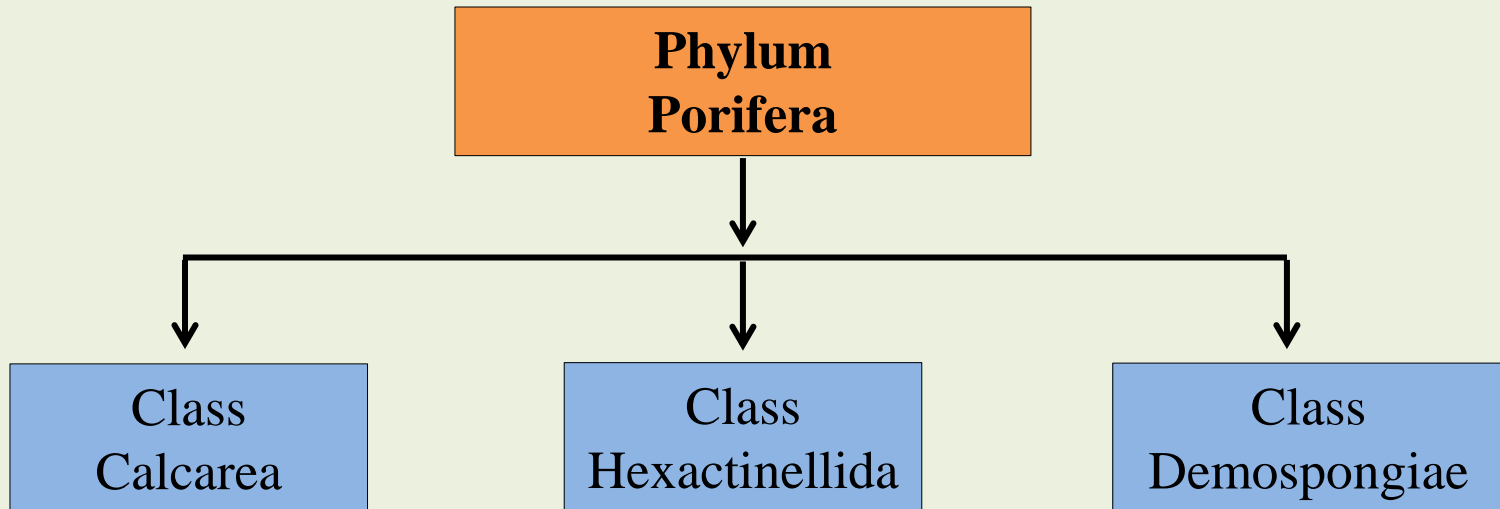 Phylum
Porifera
Class
Calcarea
Class
Hexactinellida
Class
Demospongiae